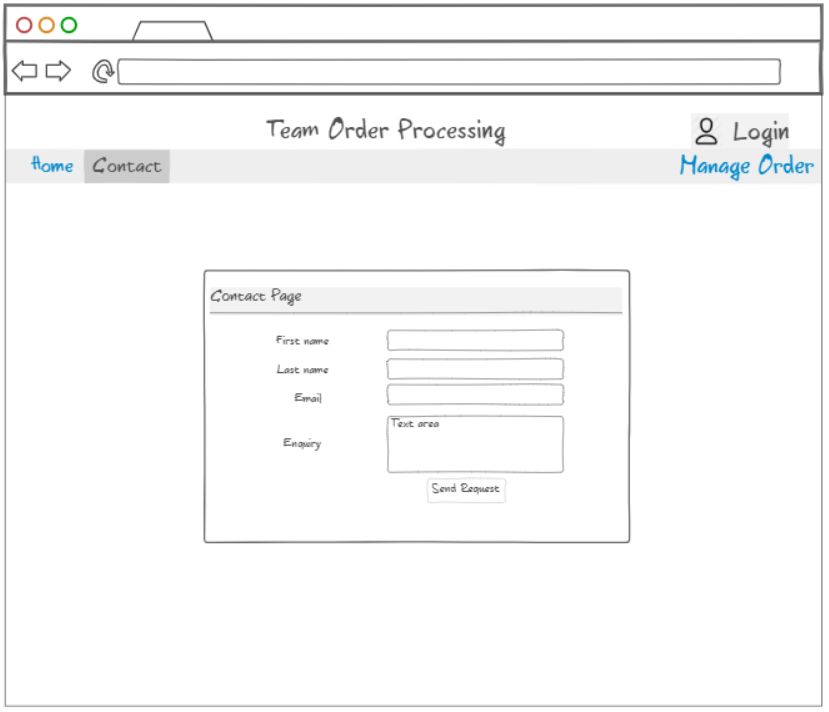 Team Order Processing
Login
Home Contact Manage Order
Contact Page
First name
Last name
Email
Enquiry
Text area
Send Request